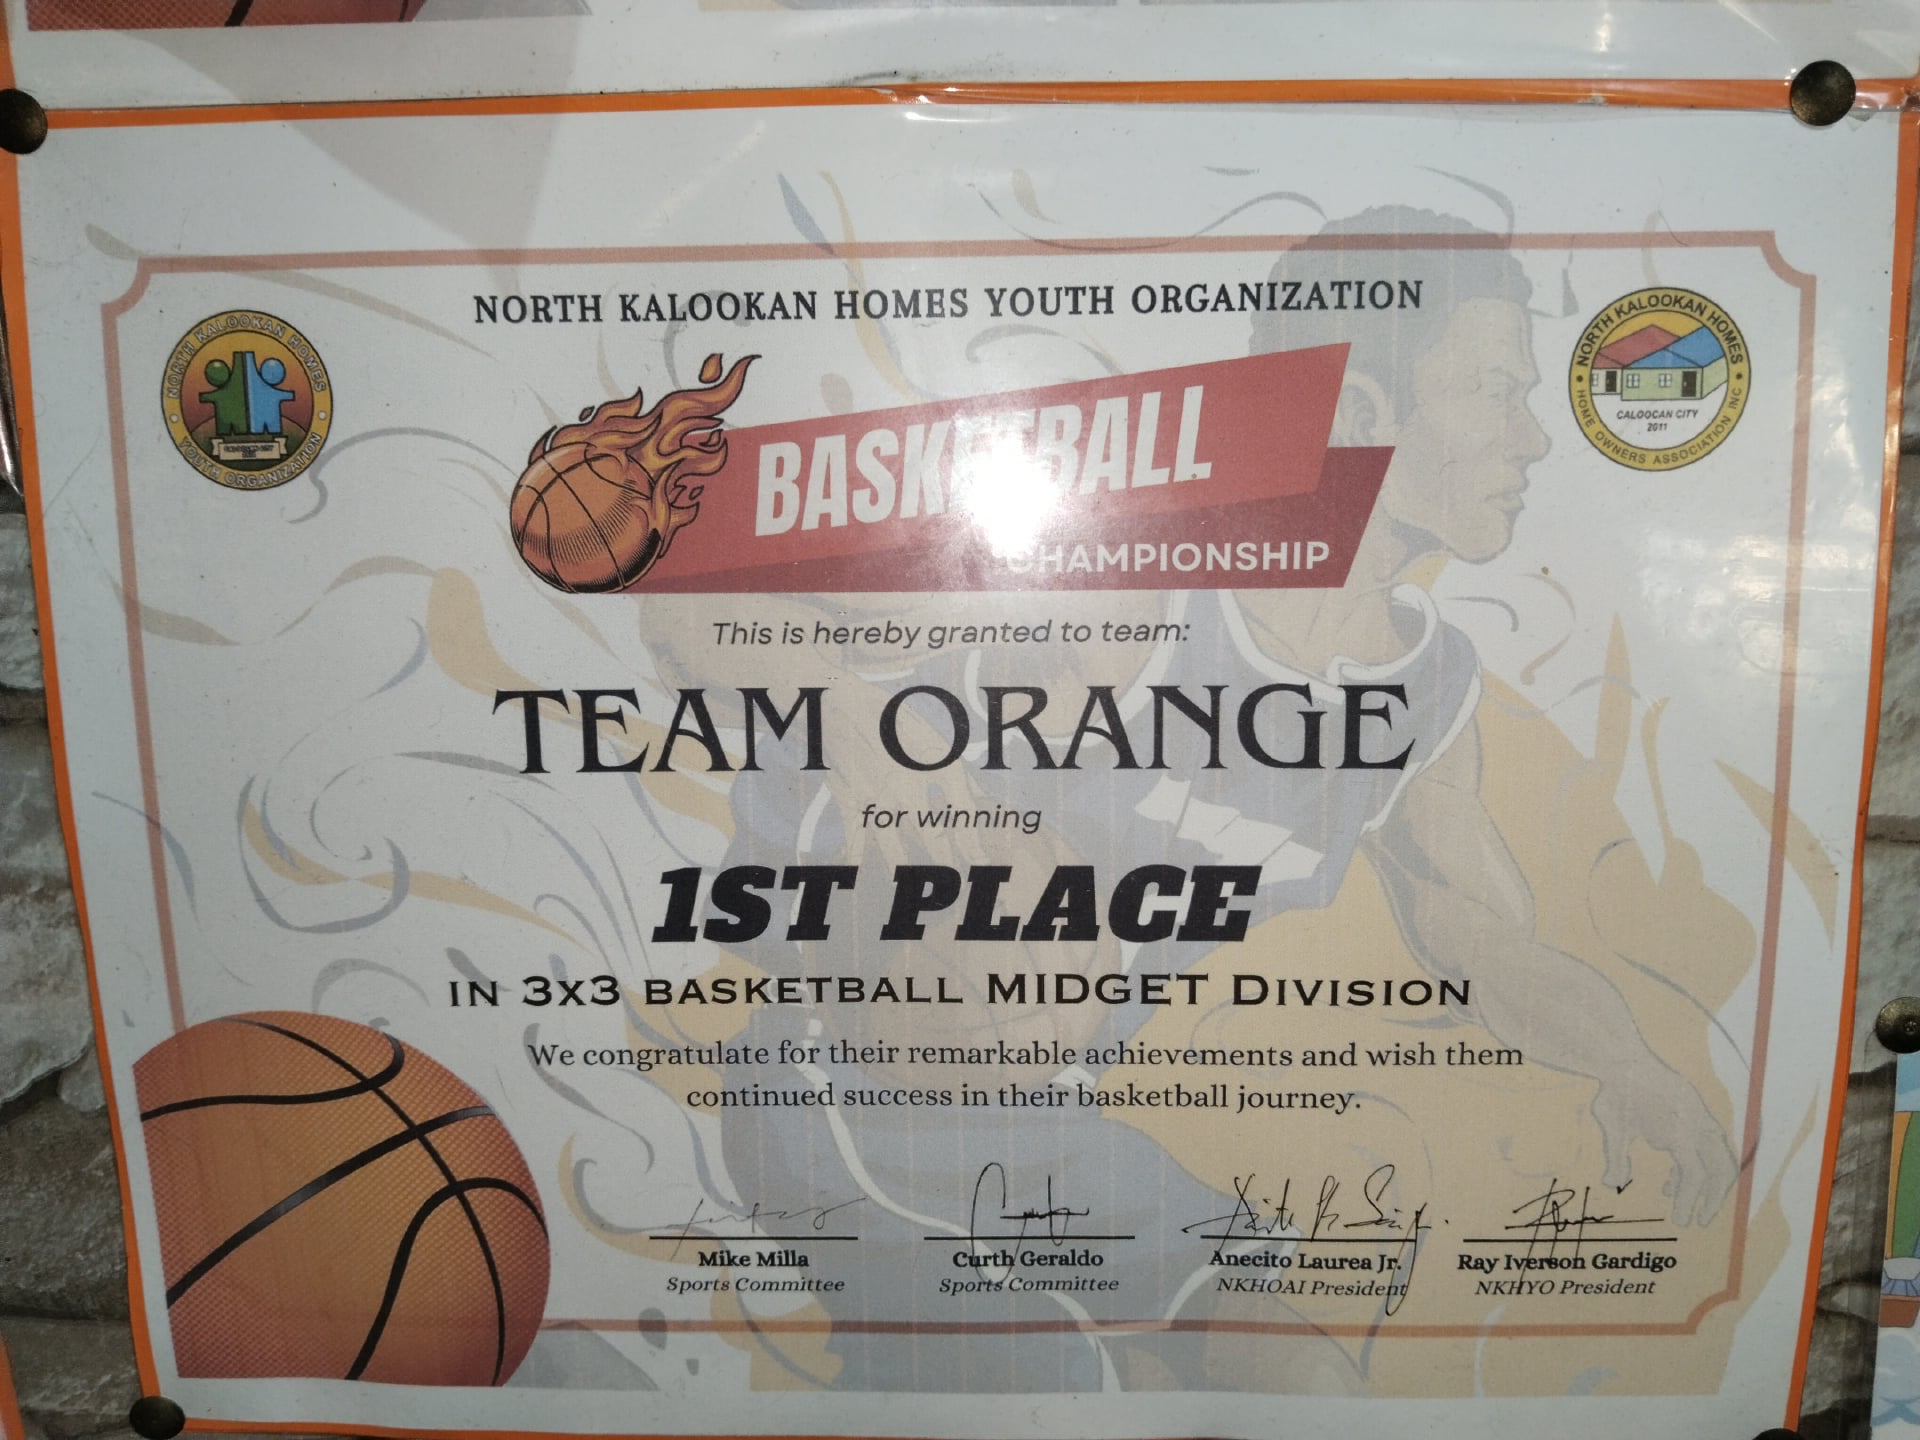 NORTH KALOOKAN HOMES YOUTH ORGANIZATION
NORTH KALOOKAN HOMES
YOUTH ORGANIZATION
NORTH KALOOKAN HOMES
CALOOCAN CITY
2011
HOME OWNERS ASSOCIATION INC
BASKETBALL
CHAMPIONSHIP
This is hereby granted to team:
TEAM ORANGE
for winning
1ST PLACE
IN 3X3 BASKETBALL MIDGET DIVISION
We congratulate for their remarkable achievements and wish them
continued success in their basketball journey.
Mike Milla Curth Geraldo Anecito Laurea Jr. Ray Iverson Gardigo
Sports Committee Sports Committee NKHOAI President NKHYO President